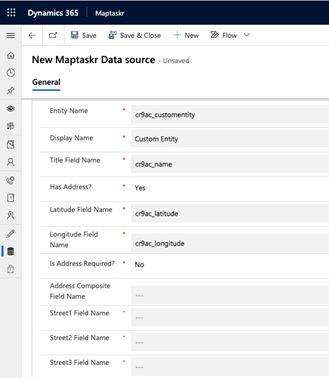 Dynamics 365 Maptaskr
Save Save & Close New Flow
New Maptaskr Data source - Unsaved
General
Entity Name * cr9ac_customentity
Display Name * Custom Entity
Title Field Name * cr9ac_name
Has Address? * Yes
Latitude Field Name * cr9ac_latitude
Longitude Field * cr9ac_longitude
Name
Is Address Required? * No
Address Composite ---
Field Name
Street1 Field Name * ---
Street2 Field Name * ---
Street3 Field Name * ---